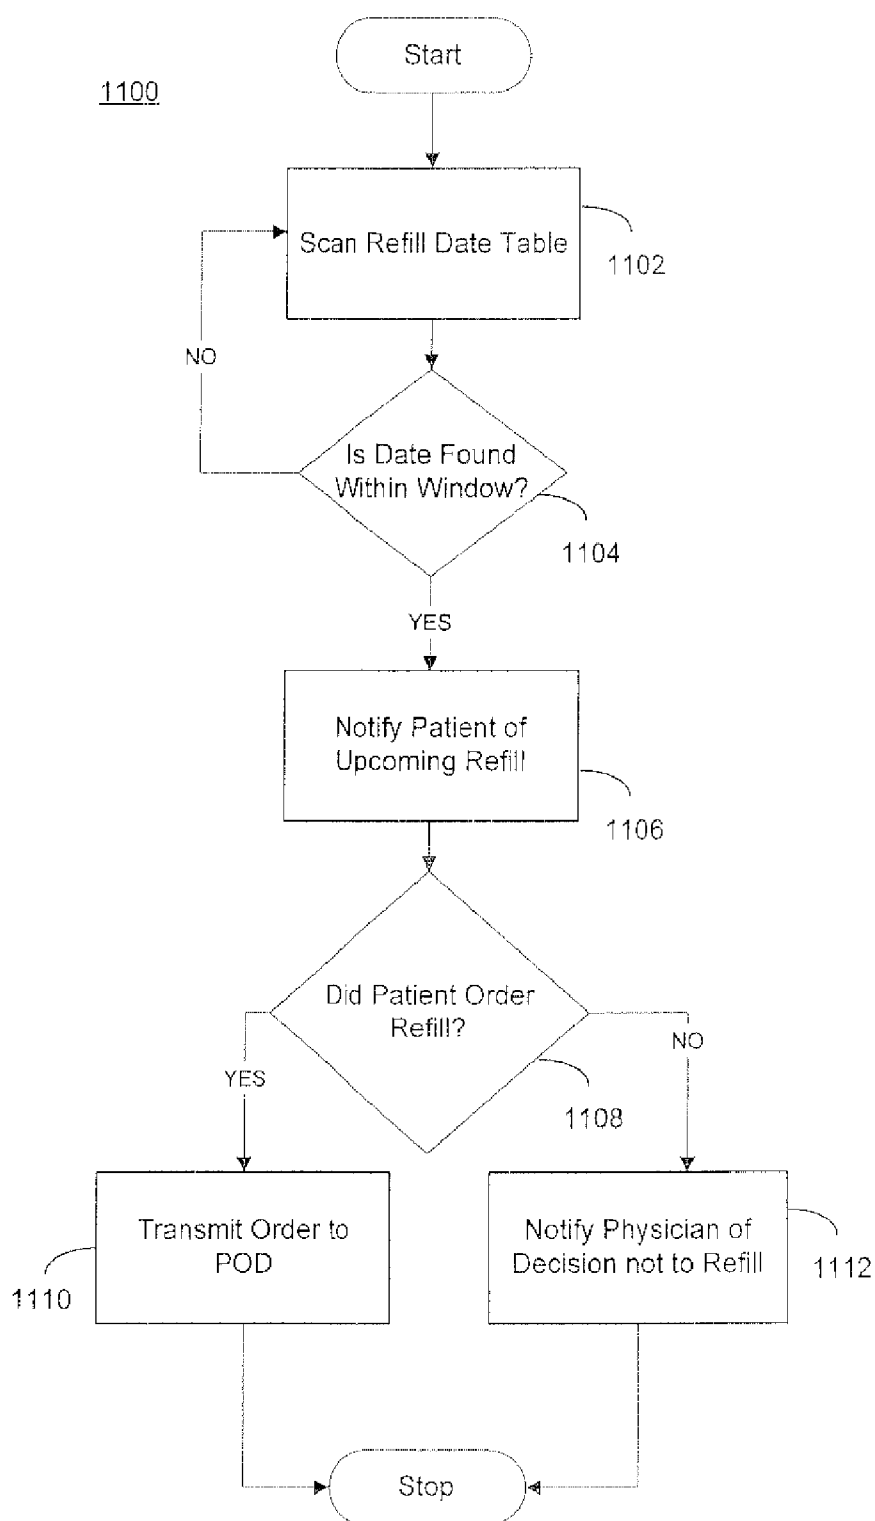 Start
1100
Scan Refill Date Table
1102
NO
Is Date Found
Within Window?
1104
YES
Notify Patient of
Upcoming Refill
1106
Did Patient Order
Refill?
NO
YES
1108
Transmit Order to
POD
1110
Notify Physician of
Decision not to Refill
1112
Stop